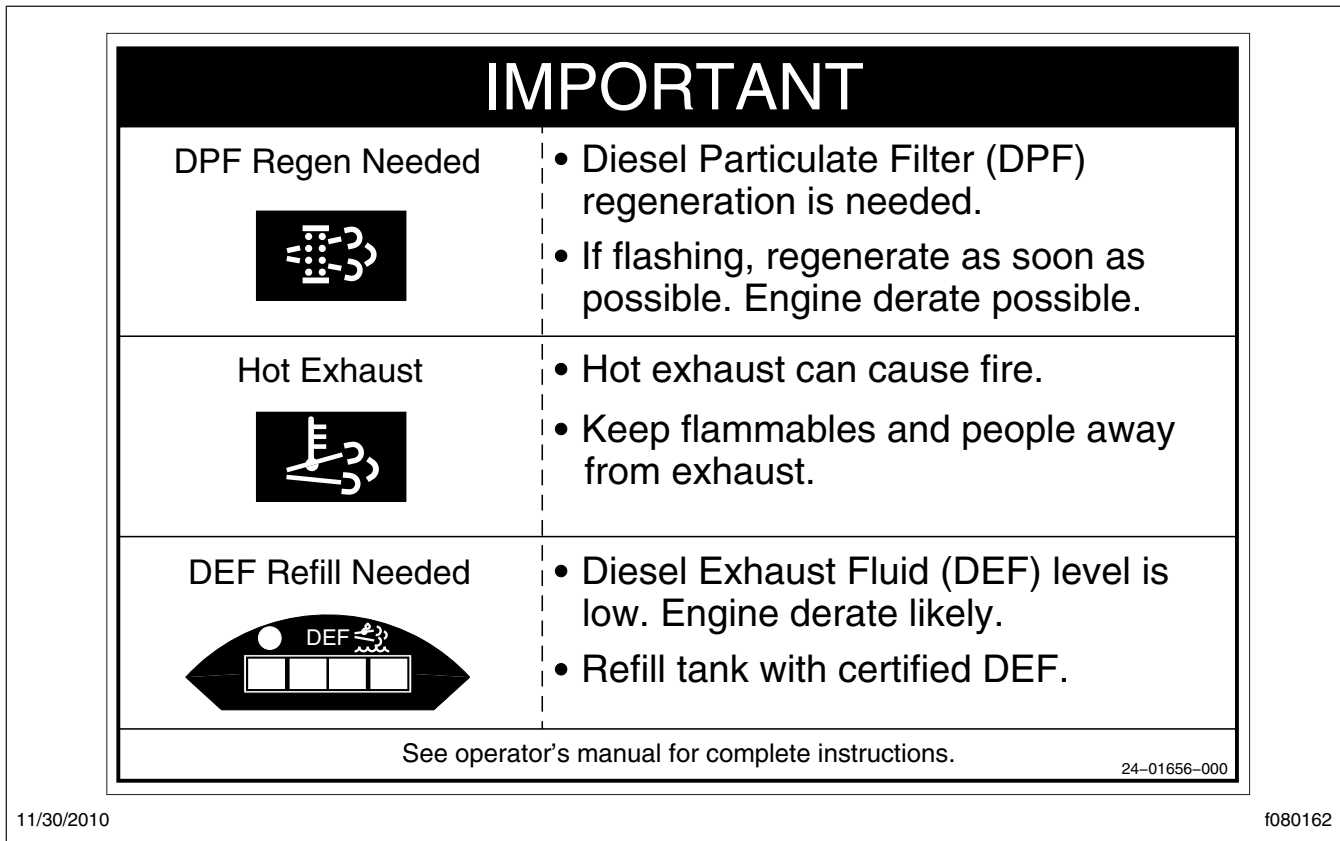 IMPORTANT
DPF Regen Needed
• Diesel Particulate Filter (DPF)
regeneration is needed.
• If flashing, regenerate as soon as
possible. Engine derate possible.
Hot Exhaust
• Hot exhaust can cause fire.
• Keep flammables and people away
from exhaust.
DEF Refill Needed
DEF
• Diesel Exhaust Fluid (DEF) level is
low. Engine derate likely.
• Refill tank with certified DEF.
See operator's manual for complete instructions.
24–01656–000
11/30/2010
f080162